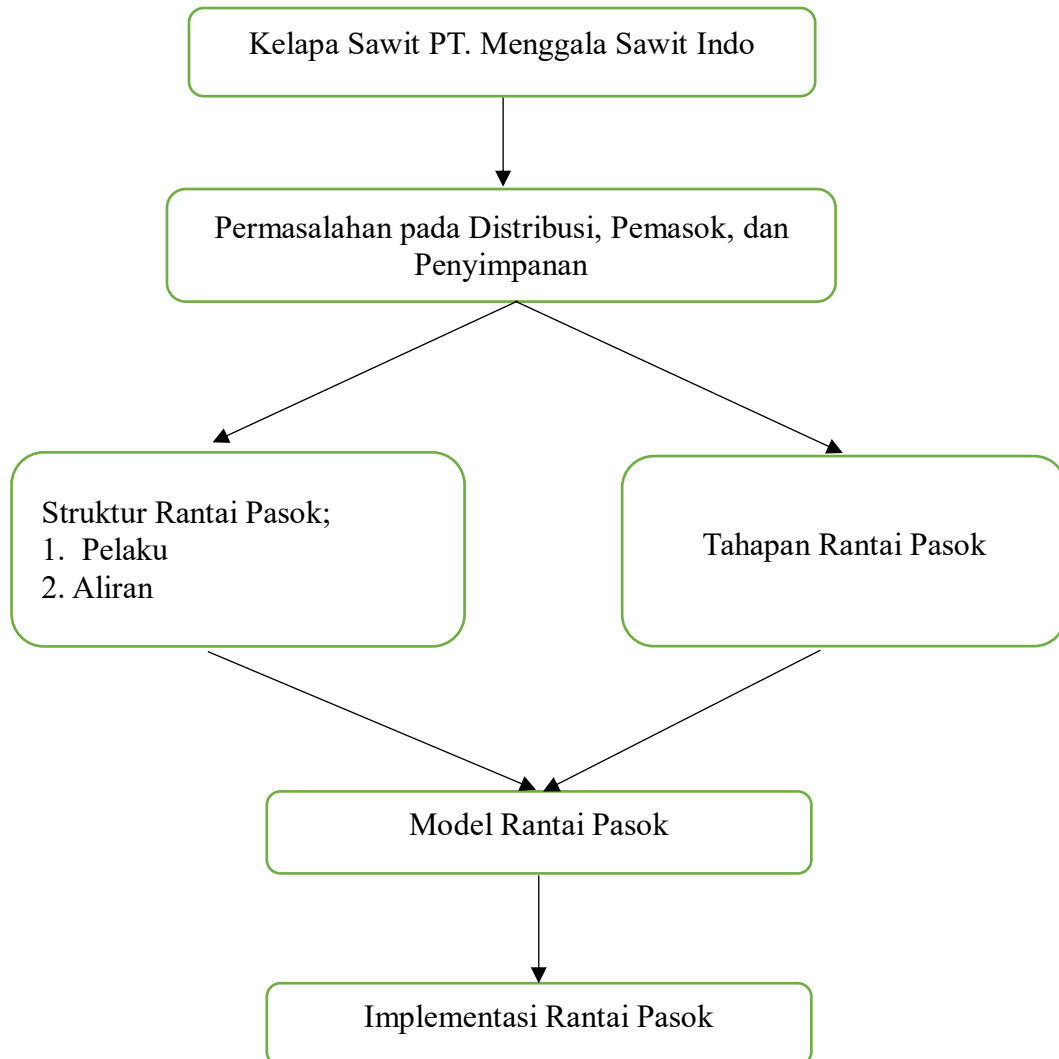 Kelapa Sawit PT. Menggala Sawit Indo
Permasalahan pada Distribusi, Pemasok, dan
Penyimpanan
Struktur Rantai Pasok;
1. Pelaku
2. Aliran
Tahapan Rantai Pasok
Model Rantai Pasok
Implementasi Rantai Pasok